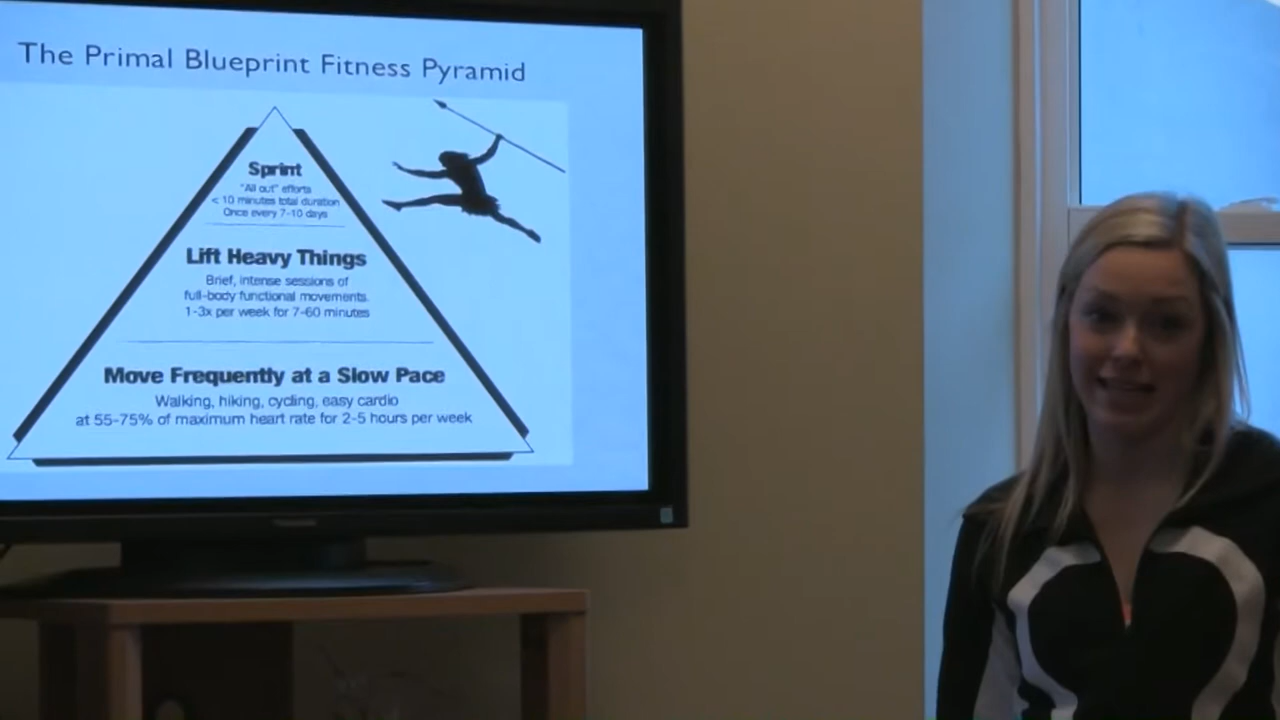 The Primal Blueprint Fitness Pyramid
Sprint
"All out" efforts
< 10 minutes total duration
Once every 7-10 days
Lift Heavy Things
Brief, intense sessions of
full-body functional movements.
1-3x per week for 7-60 minutes
Move Frequently at a Slow Pace
Walking, hiking, cycling, easy cardio
at 55-75% of maximum heart rate for 2-5 hours per week